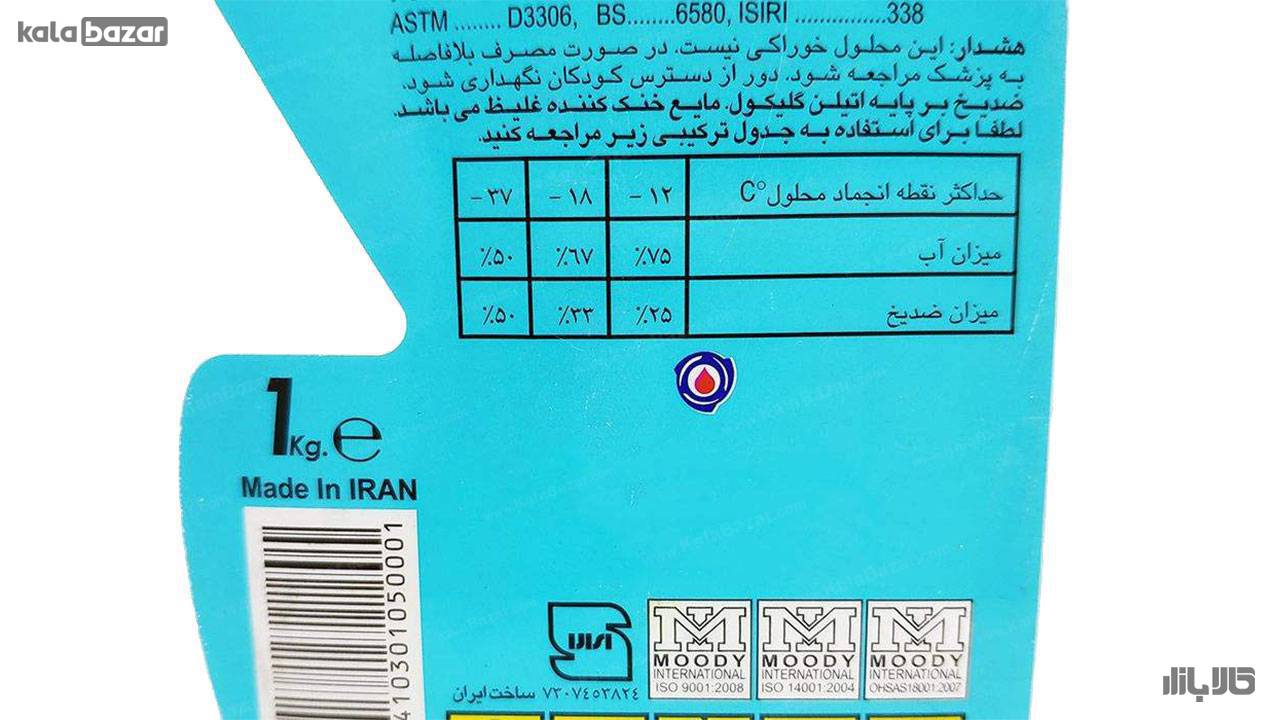 kalabazar
ASTM ........ D3306, BS........6580, ISIRI ...............338
هشدار: این محلول خوراکی نیست. در صورت مصرف بلافاصله
به پزشک مراجعه شود. دور از دسترس کودکان نگهداری شود.
ضدیخ بر پایه اتیلن گلیکول. مایع خنک کننده غلیظ می باشد.
لطفا برای استفاده به جدول ترکیبی زیر مراجعه کنید.
حداکثر نقطه انجماد محلول C° ۱۲ - ۱۸ - ۳۷ -
میزان آب ٪۷۵ ٪۶۷ ٪۵۰
میزان ضدیخ ٪۲۵ ٪۳۳ ٪۵۰
1Kg. e
Made In IRAN
410301050001
MOODY
INTERNATIONAL
ISO 9001:2008
MOODY
INTERNATIONAL
ISO 14001:2004
MOODY
INTERNATIONAL
OHSAS18001:2007
۷۳۰۷۴۵۳۸۲۴ ساخت ایران
کالابازار